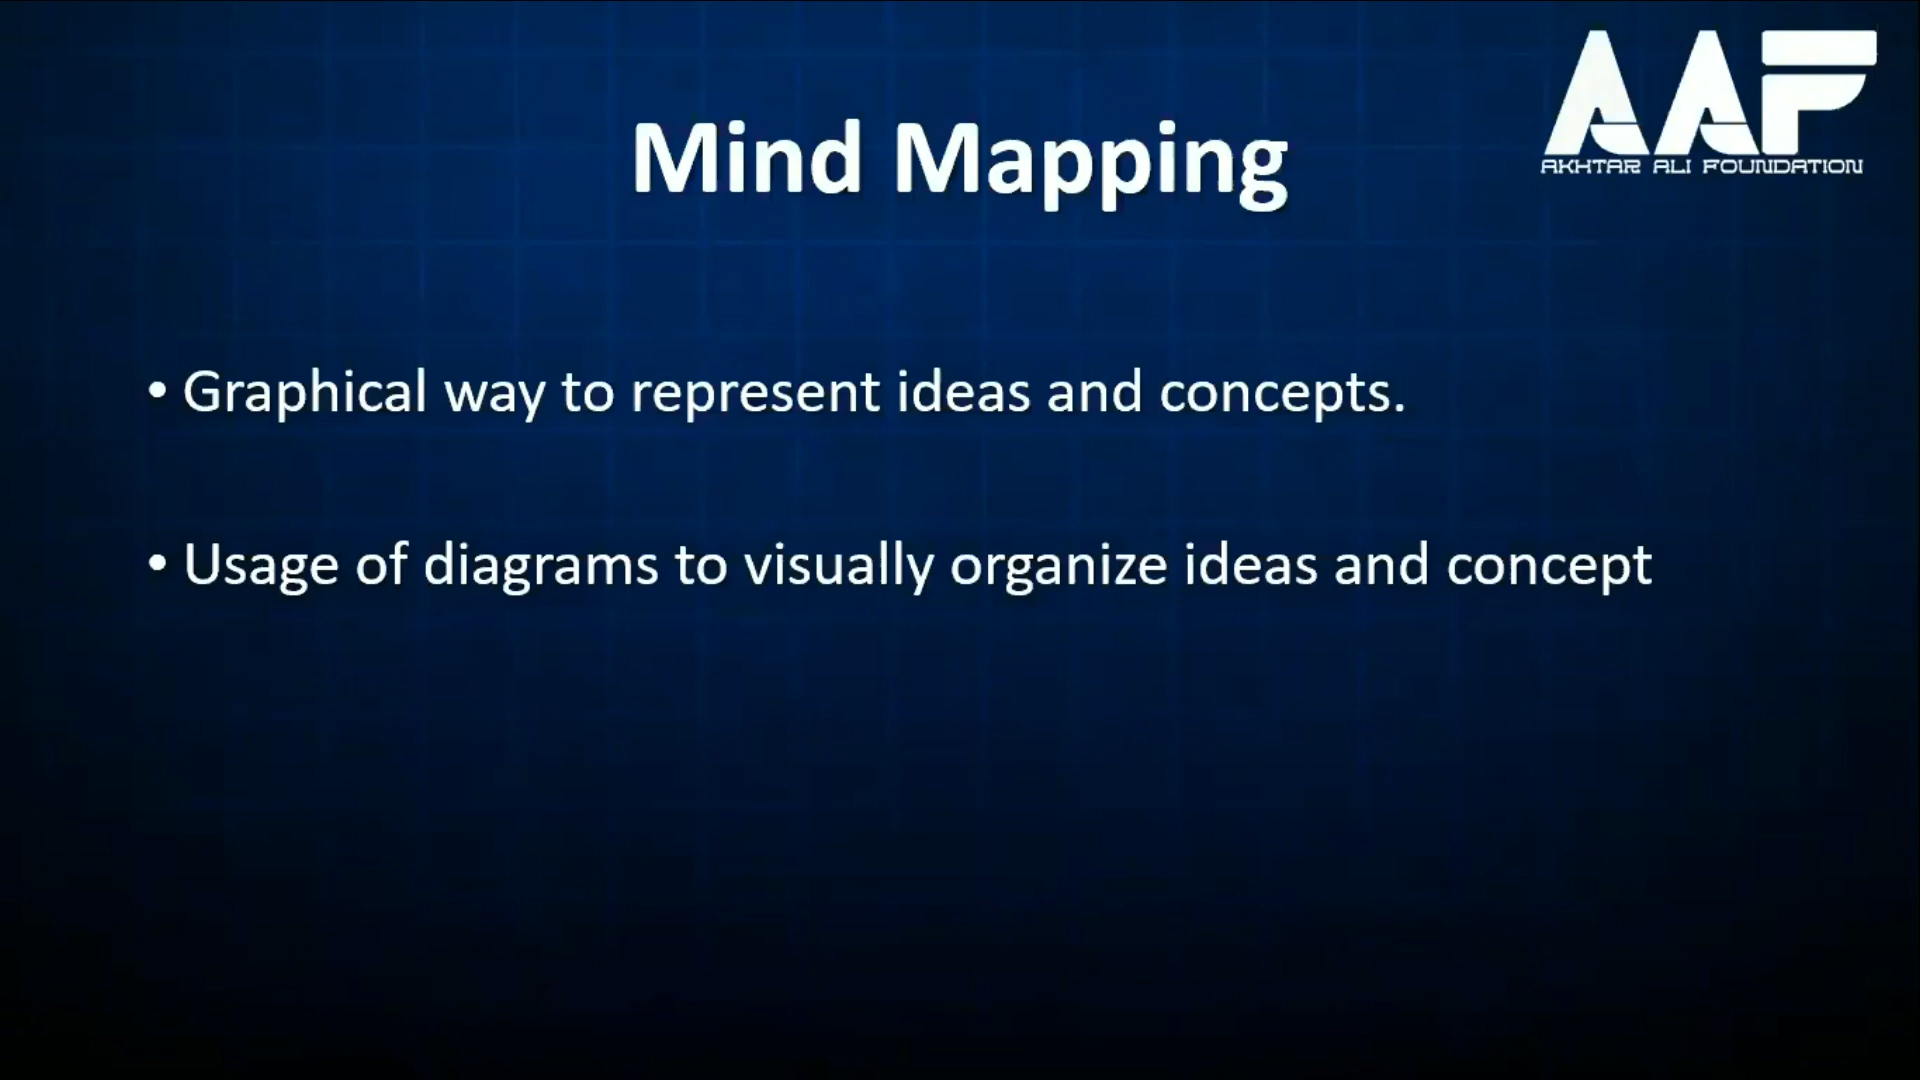 AAF
AKHTAR ALI FOUNDATION
Mind Mapping
• Graphical way to represent ideas and concepts.
• Usage of diagrams to visually organize ideas and concept